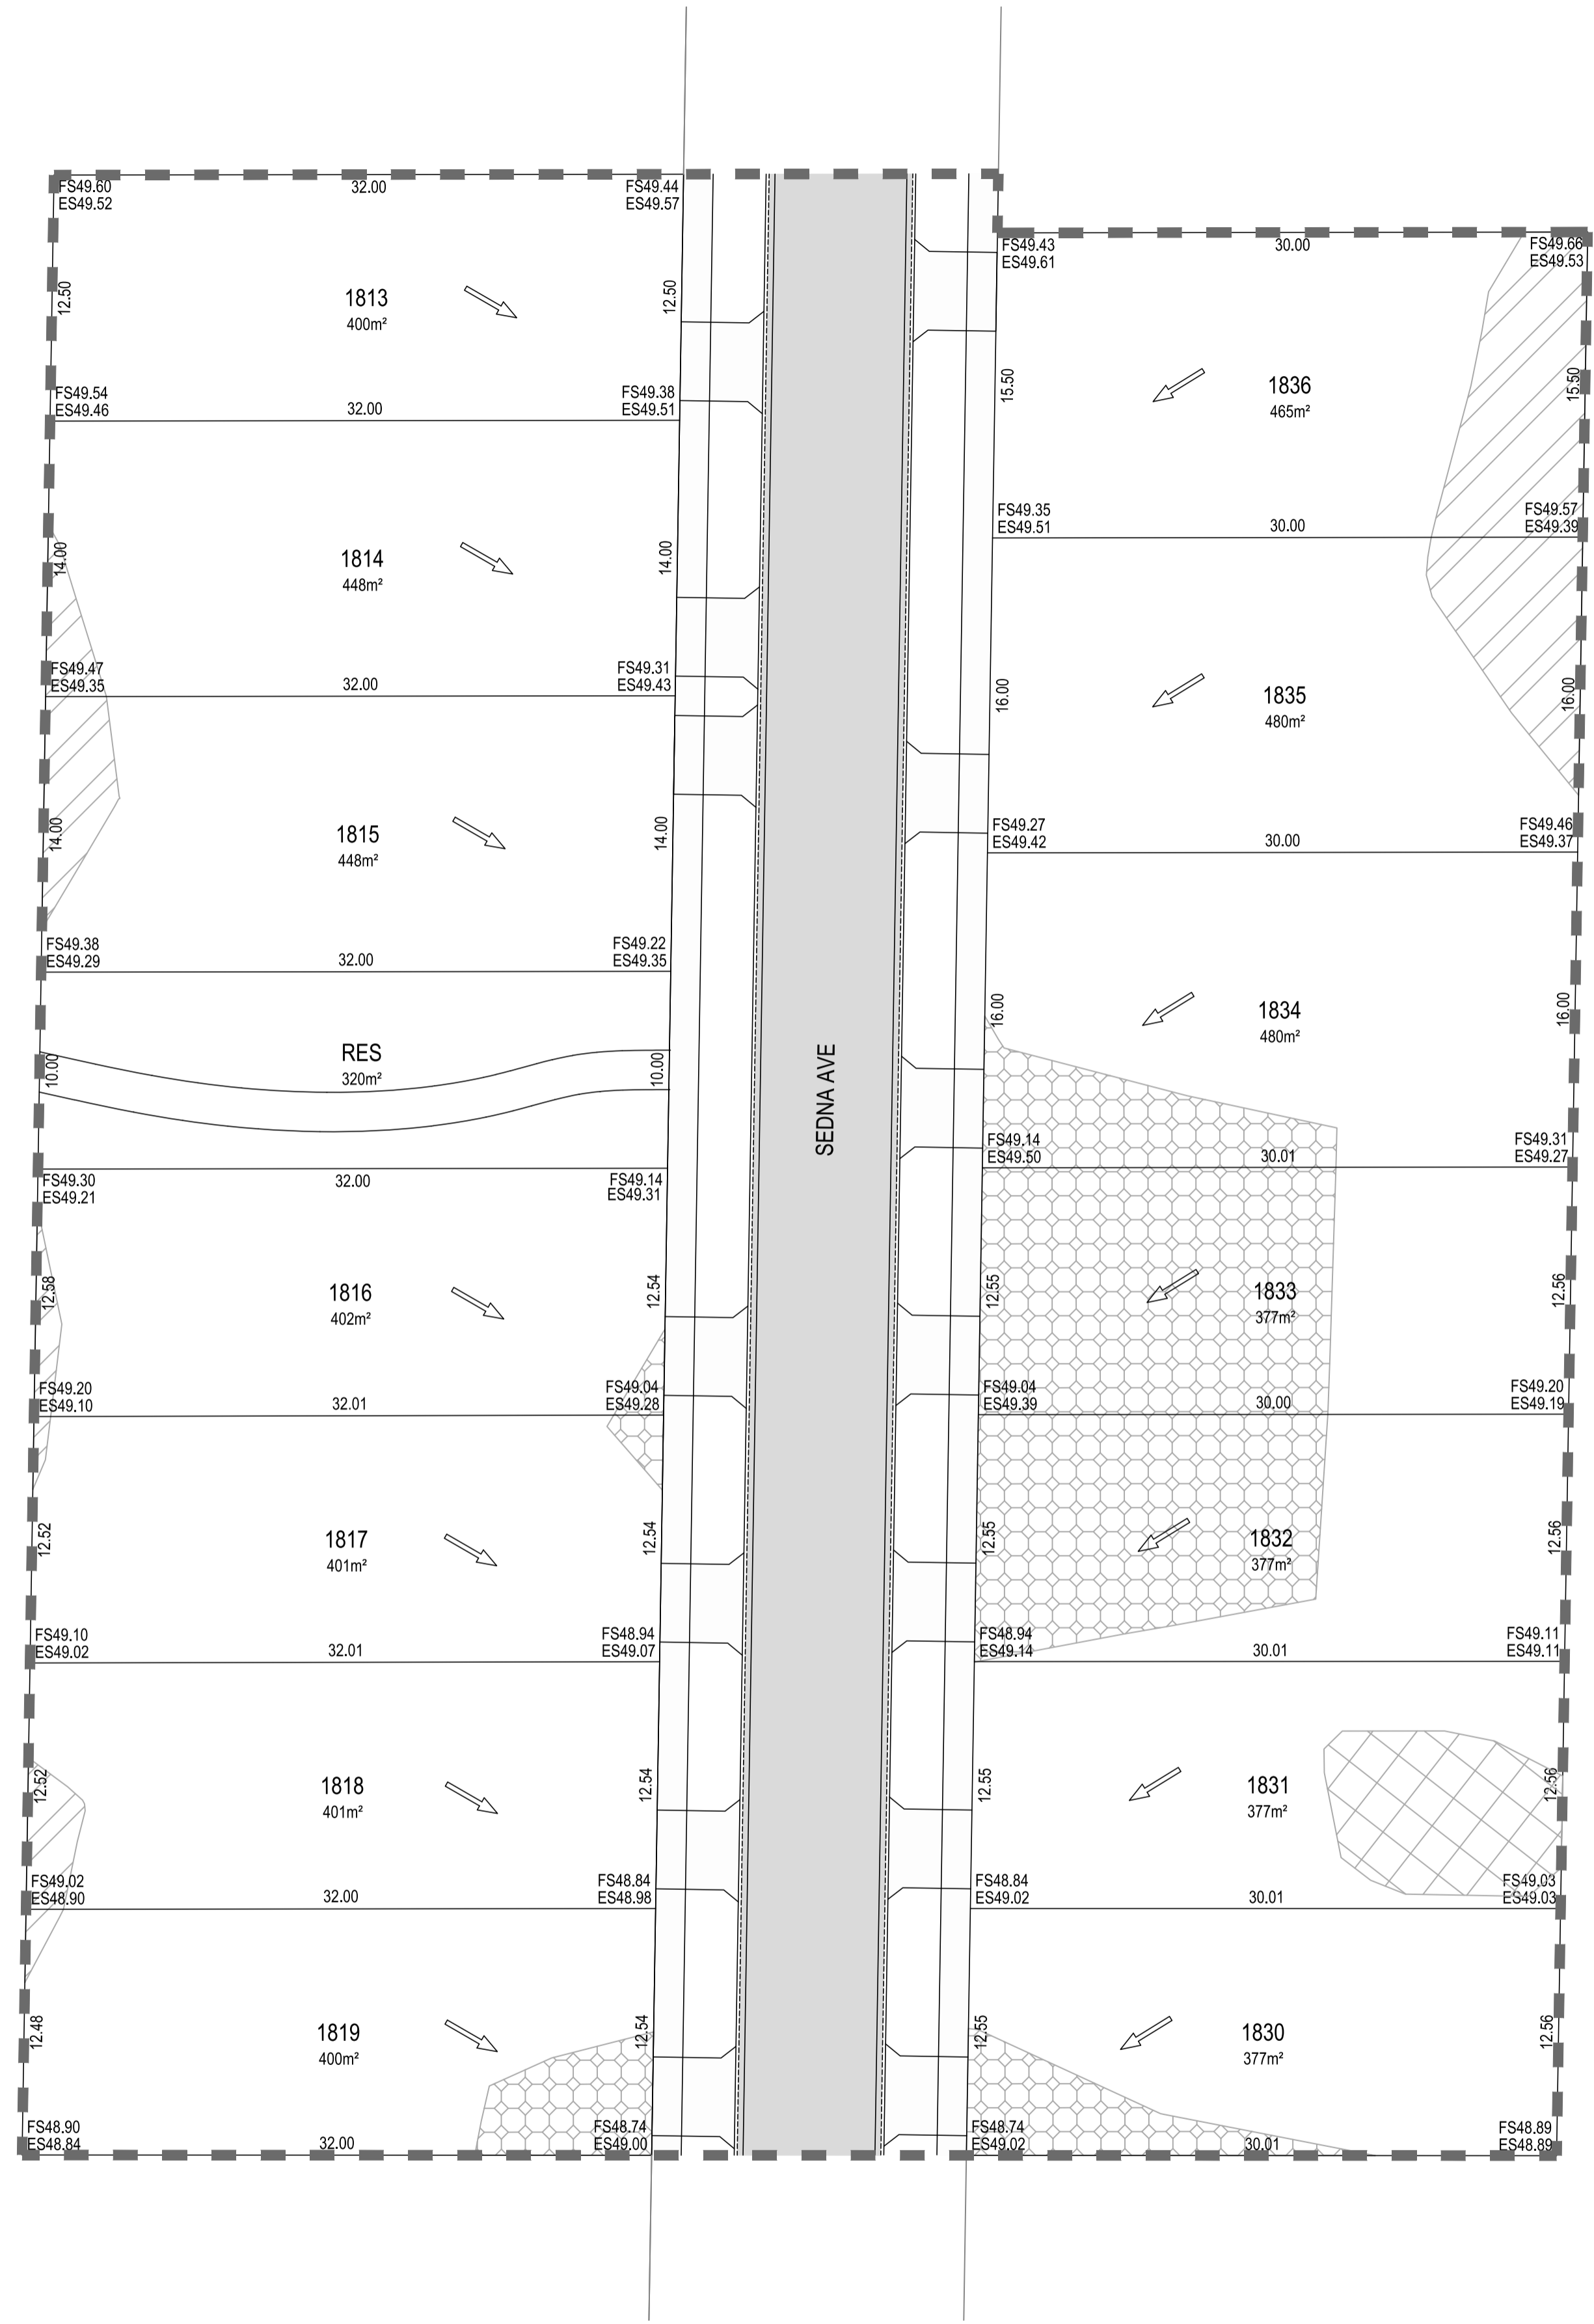 FS49.60
ES49.52
32.00
FS49.44
ES49.57
12.50
1813
400m²
12.50
FS49.54
ES49.46
32.00
FS49.38
ES49.51
14.00
1814
448m²
14.00
FS49.47
ES49.35
32.00
FS49.31
ES49.43
14.00
1815
448m²
14.00
FS49.38
ES49.29
32.00
FS49.22
ES49.35
10.00
RES
320m²
10.00
FS49.30
ES49.21
32.00
FS49.14
ES49.31
12.58
1816
402m²
12.54
FS49.20
ES49.10
32.01
FS49.04
ES49.28
12.52
1817
401m²
12.54
FS49.10
ES49.02
32.01
FS48.94
ES49.07
12.52
1818
401m²
12.54
FS49.02
ES48.90
32.00
FS48.84
ES48.98
12.48
1819
400m²
12.54
FS48.90
ES48.84
32.00
FS48.74
ES49.00
SEDNA AVE
FS49.43
ES49.61
30.00
FS49.66
ES49.53
15.50
1836
465m²
15.50
FS49.35
ES49.51
30.00
FS49.57
ES49.39
16.00
1835
480m²
16.00
FS49.27
ES49.42
30.00
FS49.46
ES49.37
16.00
1834
480m²
16.00
FS49.14
ES49.50
30.01
FS49.31
ES49.27
12.55
1833
377m²
12.56
FS49.04
ES49.39
30.00
FS49.20
ES49.19
12.55
1832
377m²
12.56
FS48.94
ES49.14
30.01
FS49.11
ES49.11
12.55
1831
377m²
12.56
FS48.84
ES49.02
30.01
FS49.03
ES49.03
12.55
1830
377m²
12.56
FS48.74
ES49.02
30.01
FS48.89
ES48.89